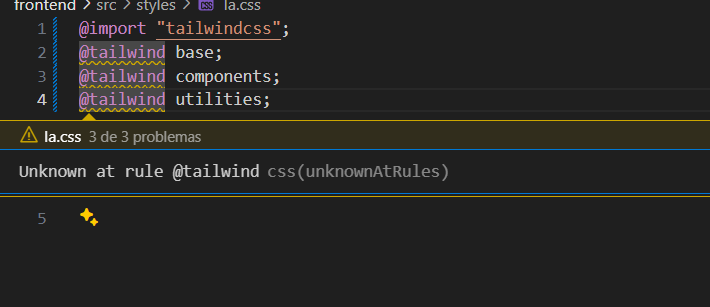 frontend > src > styles > la.css
1 @import "tailwindcss";
2 @tailwind base;
3 @tailwind components;
4 @tailwind utilities;
la.css 3 de 3 problemas
Unknown at rule @tailwind css(unknownAtRules)
5